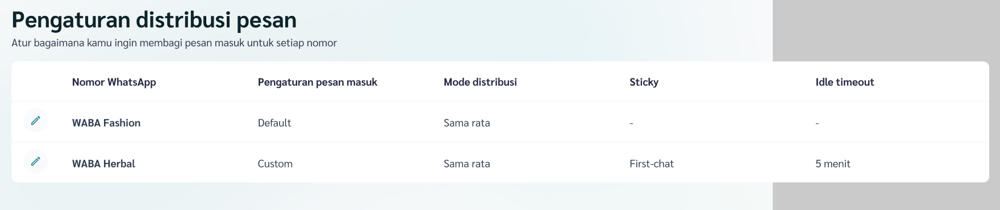 Pengaturan distribusi pesan
Atur bagaimana kamu ingin membagi pesan masuk untuk setiap nomor
Nomor WhatsApp Pengaturan pesan masuk Mode distribusi Sticky Idle timeout
WABA Fashion Default Sama rata - -
WABA Herbal Custom Sama rata First-chat 5 menit